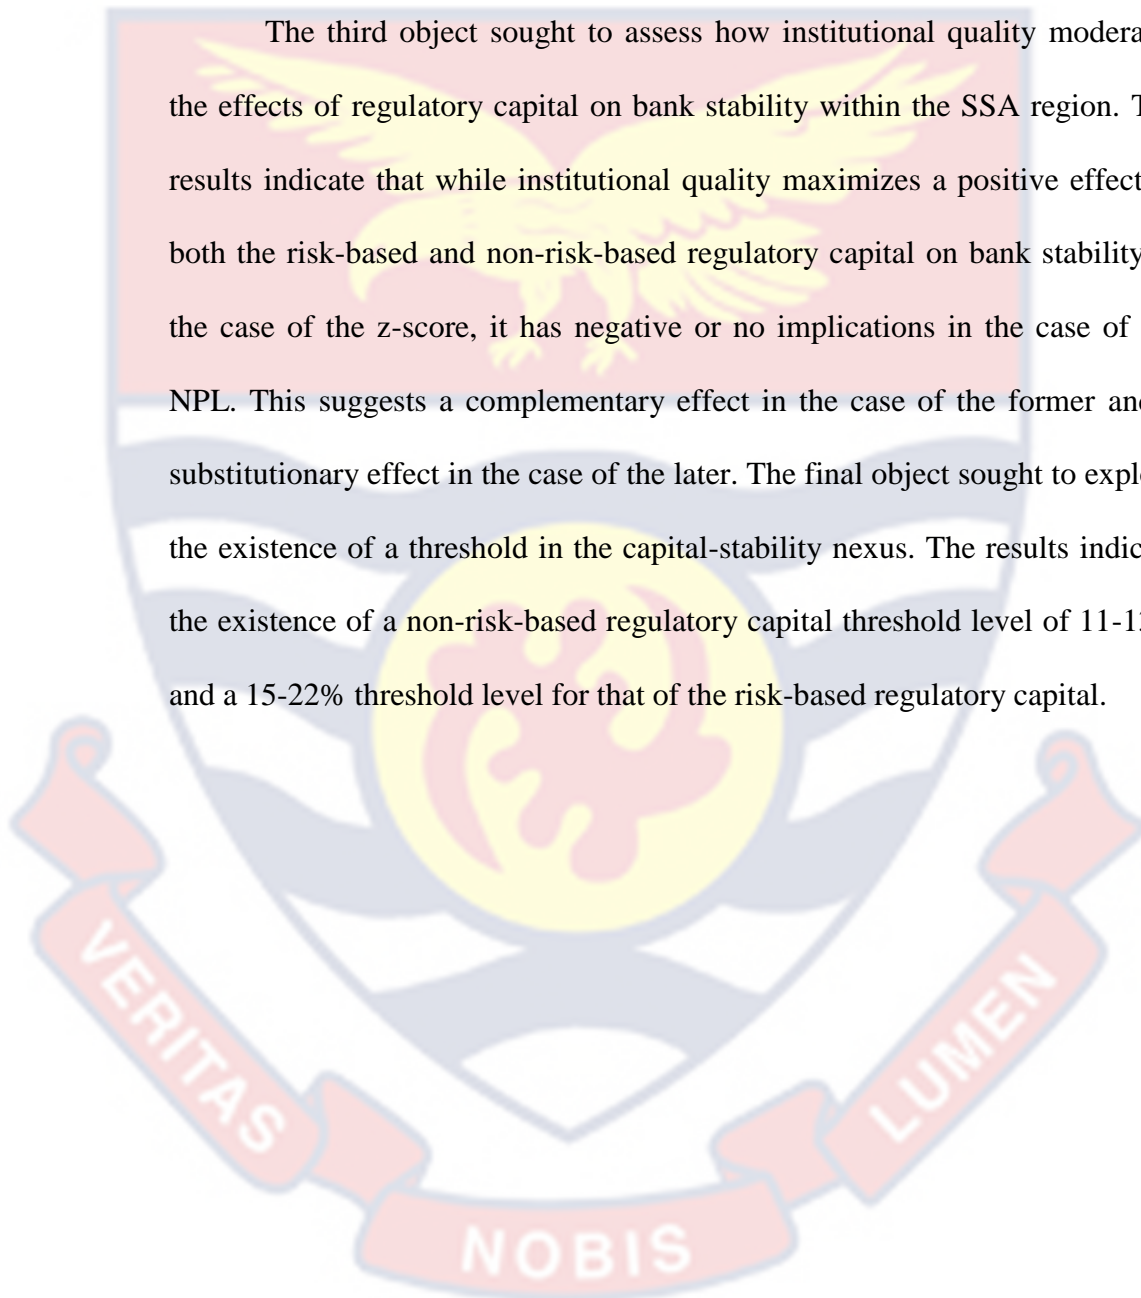 The third object sought to assess how institutional quality modera
the effects of regulatory capital on bank stability within the SSA region. T
results indicate that while institutional quality maximizes a positive effect
both the risk-based and non-risk-based regulatory capital on bank stability
the case of the z-score, it has negative or no implications in the case of
NPL. This suggests a complementary effect in the case of the former and
substitutionary effect in the case of the later. The final object sought to explo
the existence of a threshold in the capital-stability nexus. The results indic
the existence of a non-risk-based regulatory capital threshold level of 11-1
and a 15-22% threshold level for that of the risk-based regulatory capital.
VERITAS
NOBIS
LUMEN